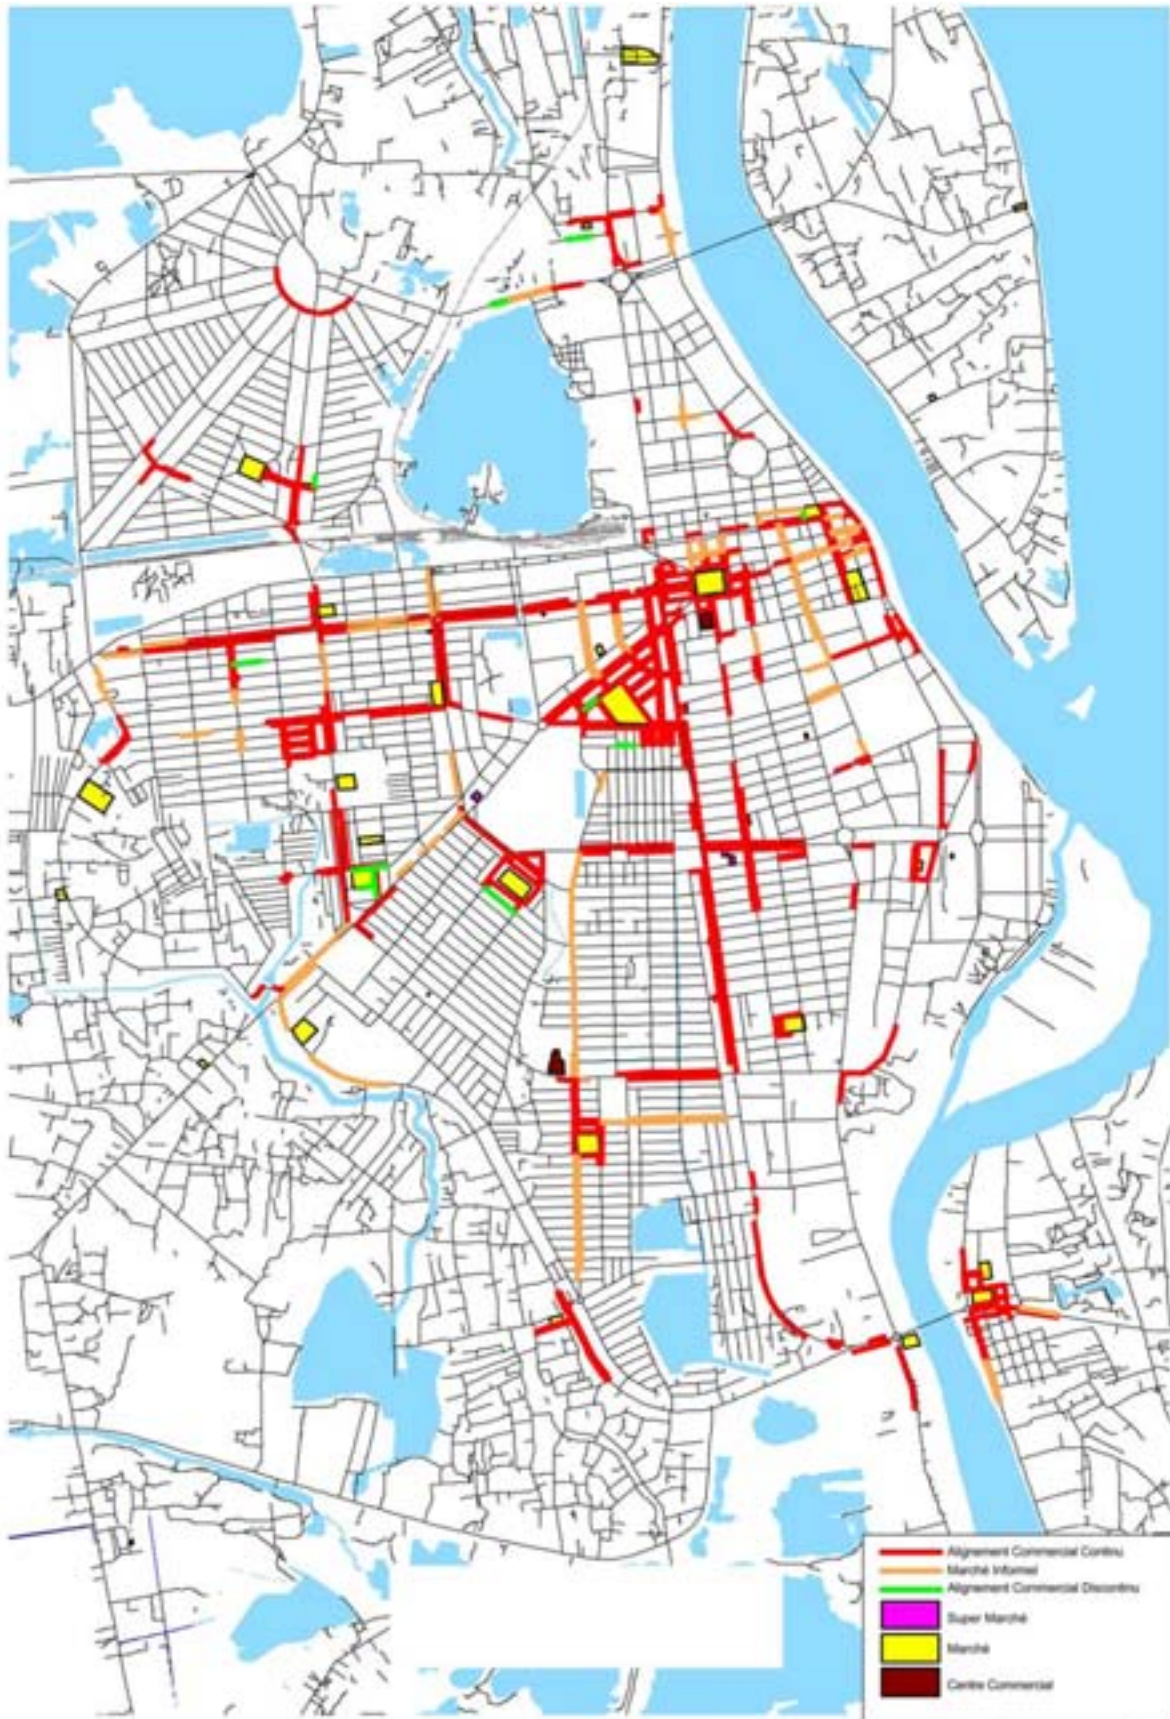 Alignement Commercial Continu
Marché Informel
Alignement Commercial Discontinu
Super Marché
Marché
Centre Commercial